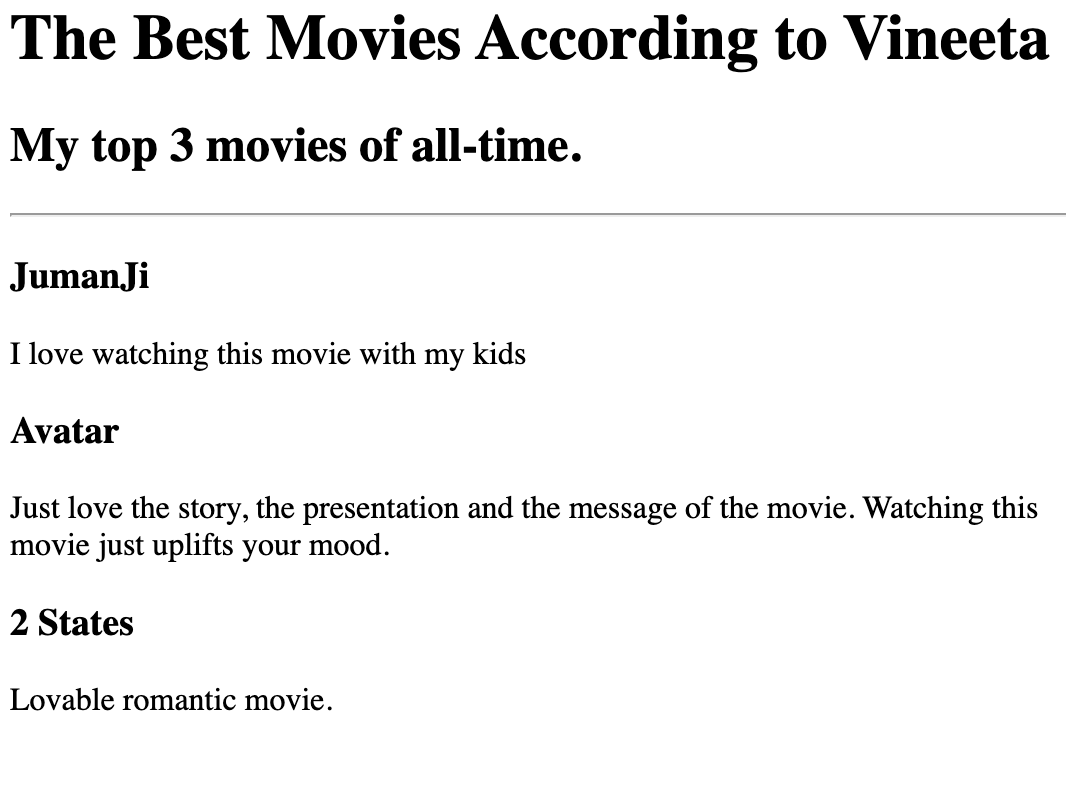 The Best Movies According to Vineeta
My top 3 movies of all-time.
JumanJi
I love watching this movie with my kids
Avatar
Just love the story, the presentation and the message of the movie. Watching this
movie just uplifts your mood.
2 States
Lovable romantic movie.